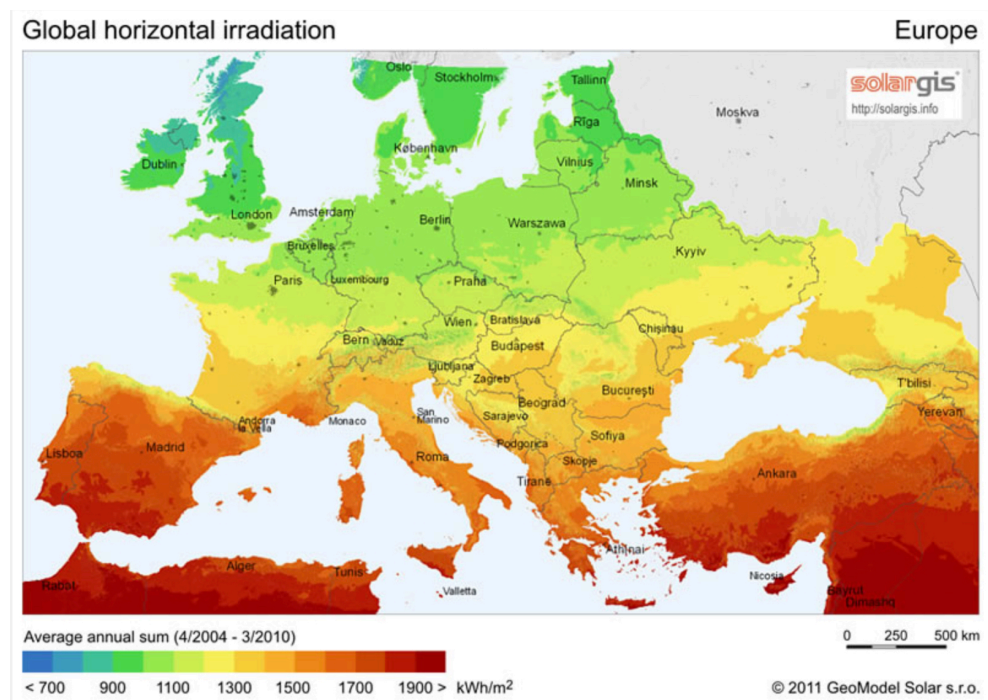 Global horizontal irradiation
Europe
solargis
http://solargis.info
Oslo
Stockholm
Tallinn
Moskva
Rīga
København
Dublin
Vilnius
Minsk
London
Amsterdam
Berlin
Warszawa
Bruxelles
Kyyiv
Paris
Luxembourg
Praha
Wien
Bratislava
Chişinău
Bern
Vaduz
Budapest
Ljubljana
Zagreb
T'bilisi
Bucureşti
Beograd
Yerevan
San
Marino
Sarajevo
Andorra
la Vella
Monaco
Sofiya
Madrid
Podgorica
Lisboa
Roma
Skopje
Ankara
Tiranë
Athínai
Alger
Tunis
Nicosia
Rabat
Valletta
Bayrut
Dimashq
Average annual sum (4/2004 - 3/2010)
0 250 500 km
< 700 900 1100 1300 1500 1700 1900 > kWh/m²
© 2011 GeoModel Solar s.r.o.